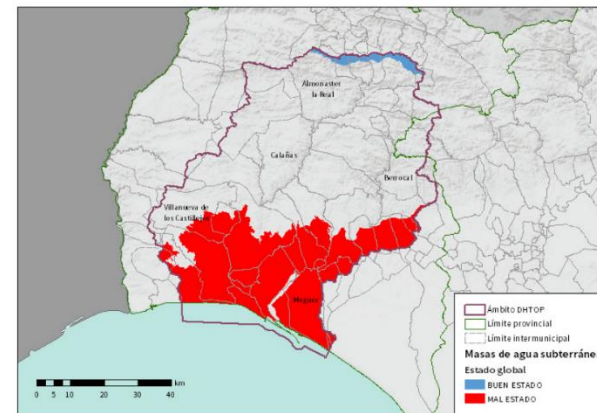 Almonaster
la Real
Calañas
Berrocal
Villanueva de
los Castillejos
Moguer
km
0 5 10 20 30 40
Ámbito DHTOP
Límite provincial
Límite intermunicipal
Masas de agua subterráne
Estado global
BUEN ESTADO
MAL ESTADO